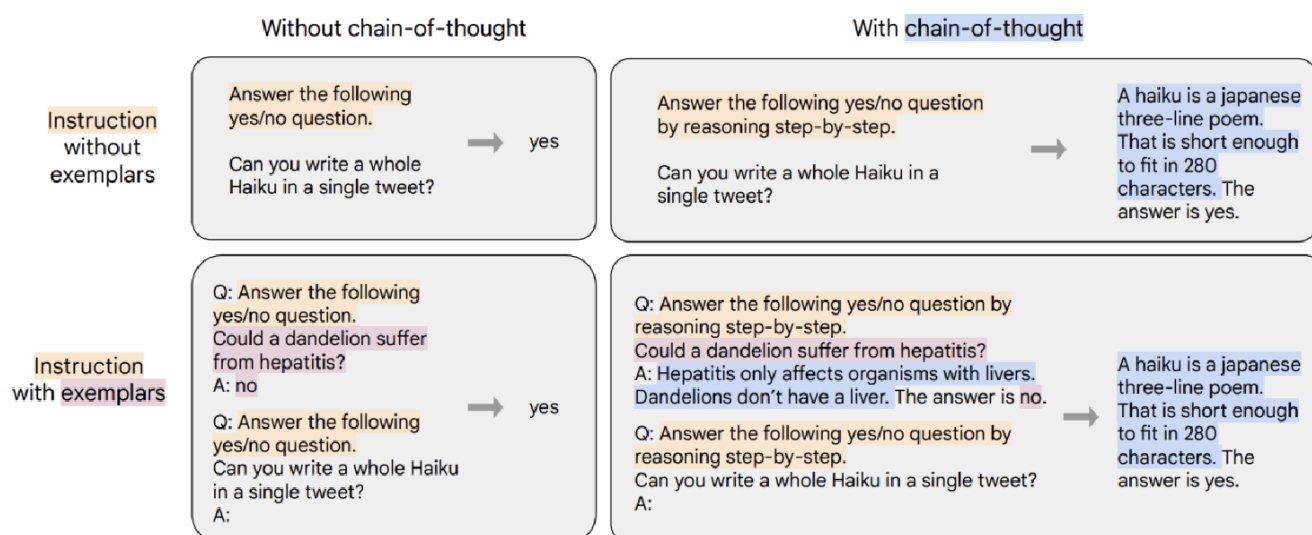 Without chain-of-thought
With chain-of-thought
Instruction
without
exemplars
Answer the following
yes/no question.
Can you write a whole
Haiku in a single tweet?
yes
Answer the following yes/no question
by reasoning step-by-step.
Can you write a whole Haiku in a
single tweet?
A haiku is a japanese
three-line poem.
That is short enough
to fit in 280
characters. The
answer is yes.
Instruction
with exemplars
Q: Answer the following
yes/no question.
Could a dandelion suffer
from hepatitis?
A: no
Q: Answer the following
yes/no question.
Can you write a whole Haiku
in a single tweet?
A:
yes
Q: Answer the following yes/no question by
reasoning step-by-step.
Could a dandelion suffer from hepatitis?
A: Hepatitis only affects organisms with livers.
Dandelions don't have a liver. The answer is no.
Q: Answer the following yes/no question by
reasoning step-by-step.
Can you write a whole Haiku in a single tweet?
A:
A haiku is a japanese
three-line poem.
That is short enough
to fit in 280
characters. The
answer is yes.